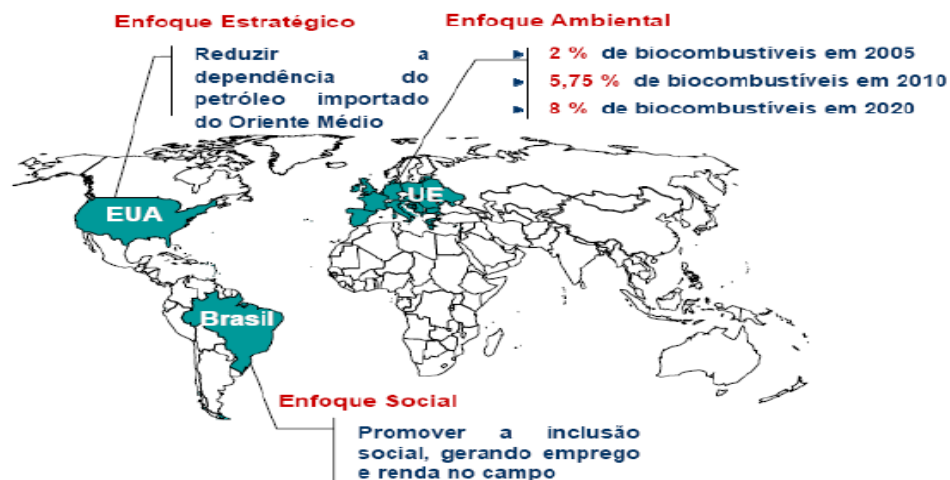 Enfoque Estratégico
Reduzir a
dependência do
petróleo importado
do Oriente Médio
Enfoque Ambiental
2 % de biocombustíveis em 2005
5,75 % de biocombustíveis em 2010
8 % de biocombustíveis em 2020
EUA
UE
Brasil
Enfoque Social
Promover a inclusão
social, gerando emprego
e renda no campo